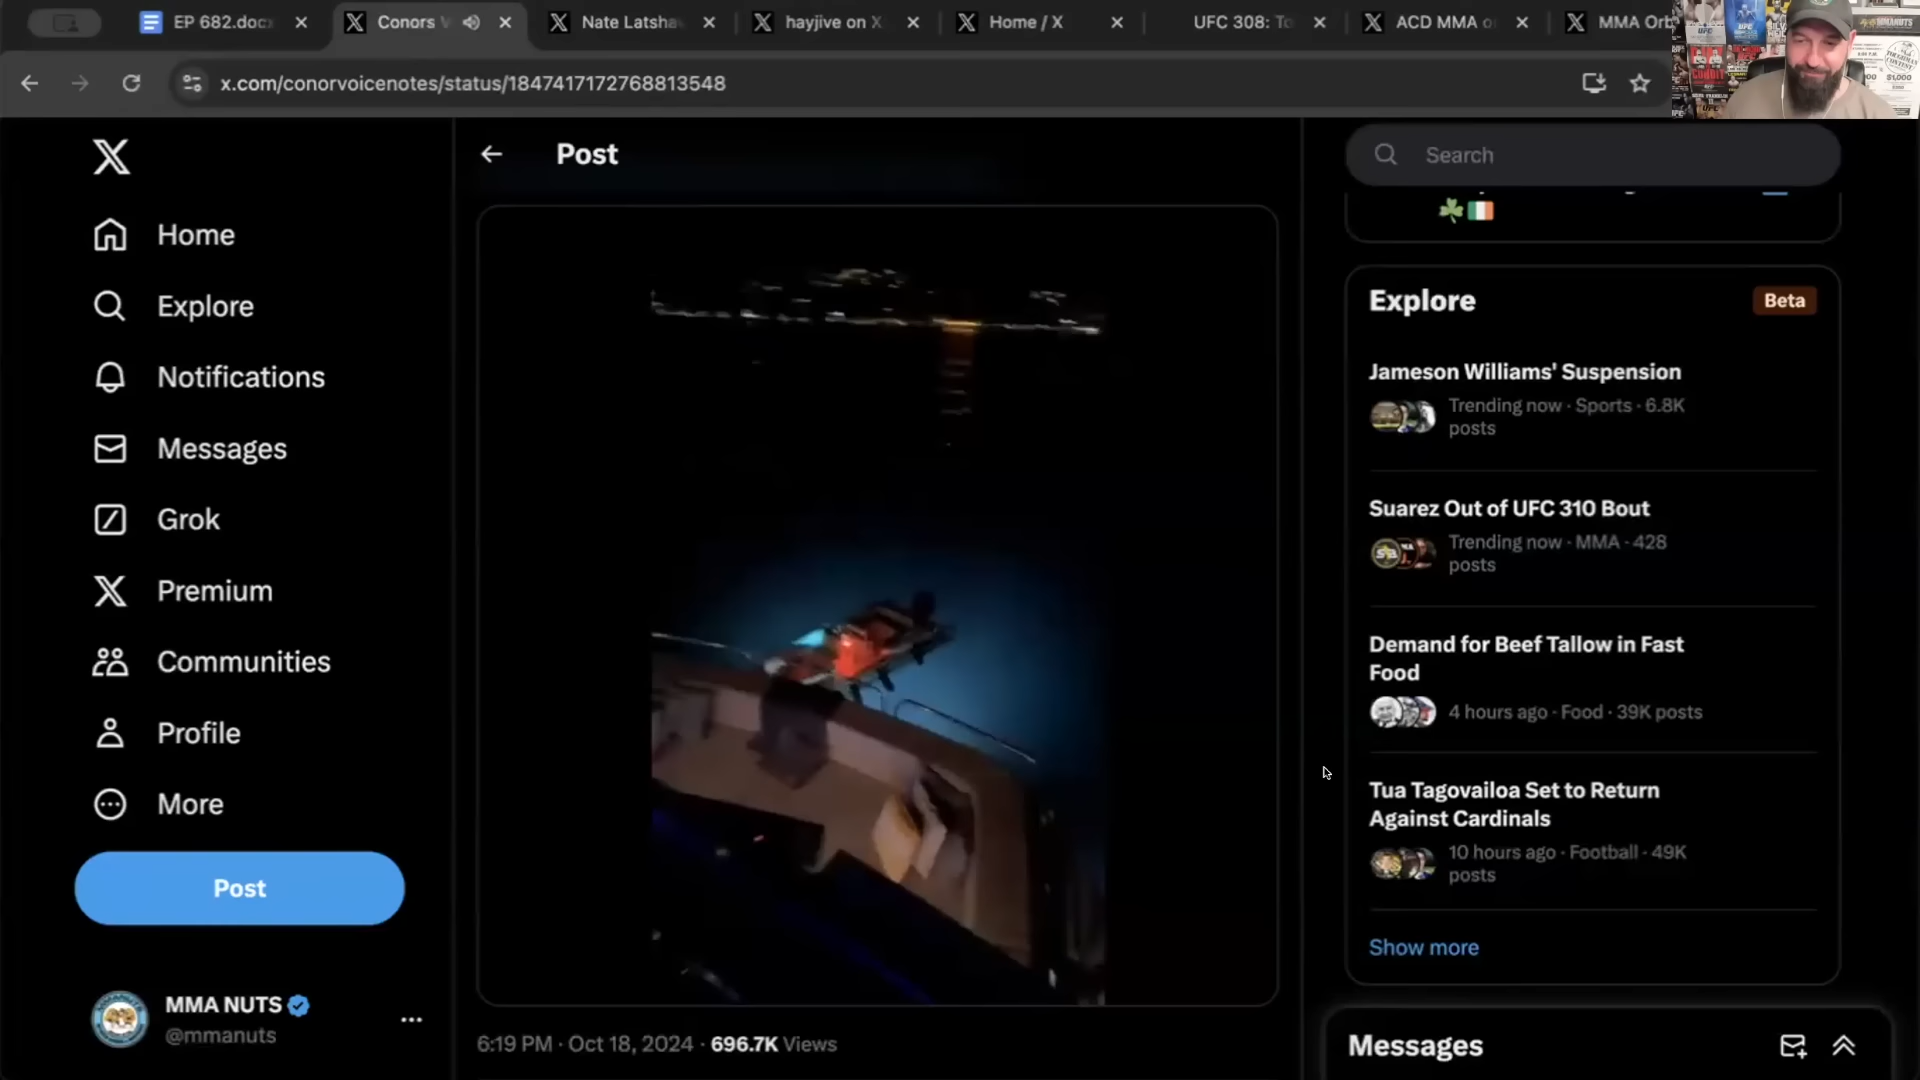 EP 682.docx
Conors
Nate Latsha
hayjive on X
Home / X
UFC 308: To
ACD MMA o
MMA Orb
x.com/conorvoicenotes/status/1847417172768813548
Home
Explore
Notifications
Messages
Grok
Premium
Communities
Profile
More
Post
MMA NUTS
@mmanuts
Post
6:19 PM · Oct 18, 2024 · 696.7K Views
Search
Explore
Beta
Jameson Williams' Suspension
Trending now · Sports · 6.8K
posts
Suarez Out of UFC 310 Bout
Trending now · MMA · 428
posts
Demand for Beef Tallow in Fast
Food
4 hours ago · Food · 39K posts
Tua Tagovailoa Set to Return
Against Cardinals
10 hours ago · Football · 49K
posts
Show more
Messages